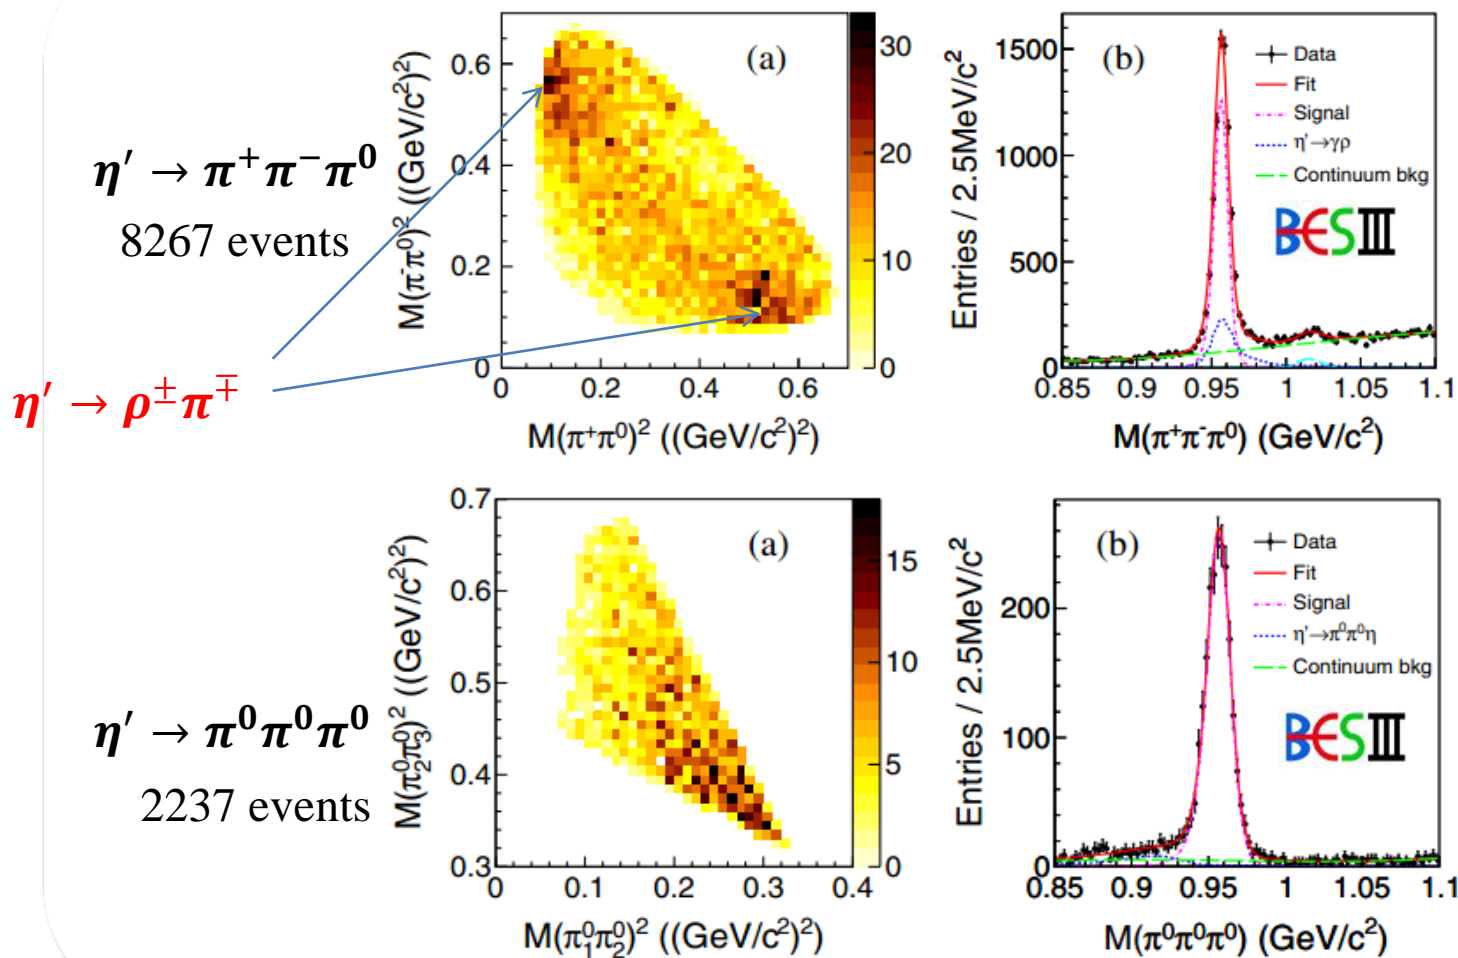 η′ → π⁺π⁻π⁰
8267 events
η′ → ρ^±π^∓
M(π⁻π⁰)² ((GeV/c²)²)
0.6
0.4
0.2
0
(a)
30
20
10
0
0 0.2 0.4 0.6
M(π⁺π⁰)² ((GeV/c²)²)
Entries / 2.5MeV/c²
1500
1000
500
0
(b)
Data
Fit
Signal
η′→γρ
Continuum bkg
BESIII
0.85 0.9 0.95 1 1.05 1.1
M(π⁺π⁻π⁰) (GeV/c²)
η′ → π⁰π⁰π⁰
2237 events
M(π₂⁰π₃⁰)² ((GeV/c²)²)
0.7
0.6
0.5
0.4
0.3
(a)
15
10
5
0
0 0.1 0.2 0.3 0.4
M(π₁⁰π₂⁰)² ((GeV/c²)²)
Entries / 2.5MeV/c²
200
100
0
(b)
Data
Fit
Signal
η′→π⁰π⁰η
Continuum bkg
BESIII
0.85 0.9 0.95 1 1.05 1.1
M(π⁰π⁰π⁰) (GeV/c²)